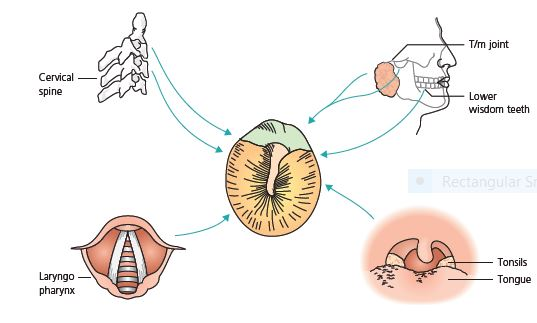 T/m joint
Cervical
spine
Lower
wisdom teeth
Rectangular Sn
Laryngo
pharynx
Tonsils
Tongue